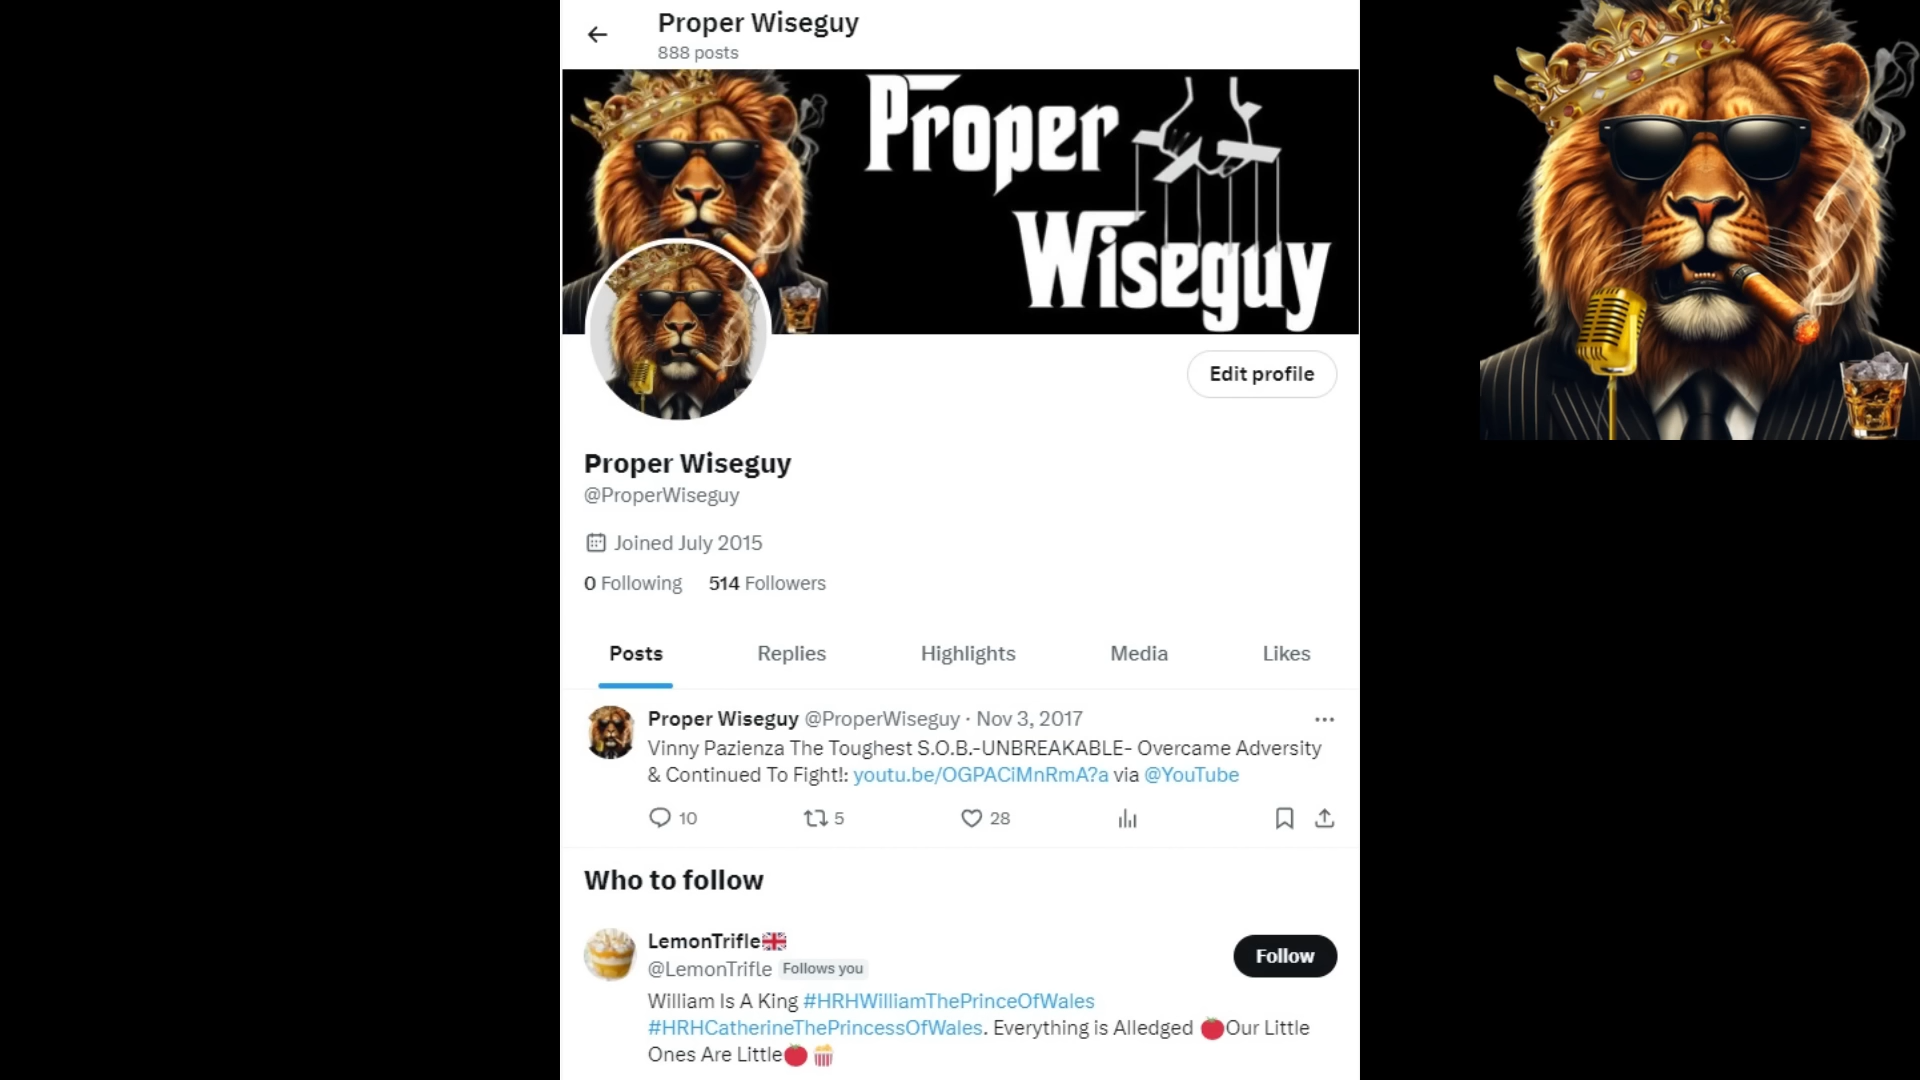 Proper Wiseguy
888 posts
Proper
Wiseguy
Edit profile
Proper Wiseguy
@ProperWiseguy
Joined July 2015
0 Following 514 Followers
Posts Replies Highlights Media Likes
Proper Wiseguy @ProperWiseguy · Nov 3, 2017
Vinny Pazienza The Toughest S.O.B.-UNBREAKABLE- Overcame Adversity
& Continued To Fight!: youtu.be/OGPACiMnRmA?a via @YouTube
10 5 28
Who to follow
LemonTrifle🇬🇧
@LemonTrifle Follows you
Follow
William Is A King #HRHWilliamThePrinceOfWales
#HRHCatherineThePrincessOfWales. Everything is Alledged 🍅Our Little
Ones Are Little🍅🍿